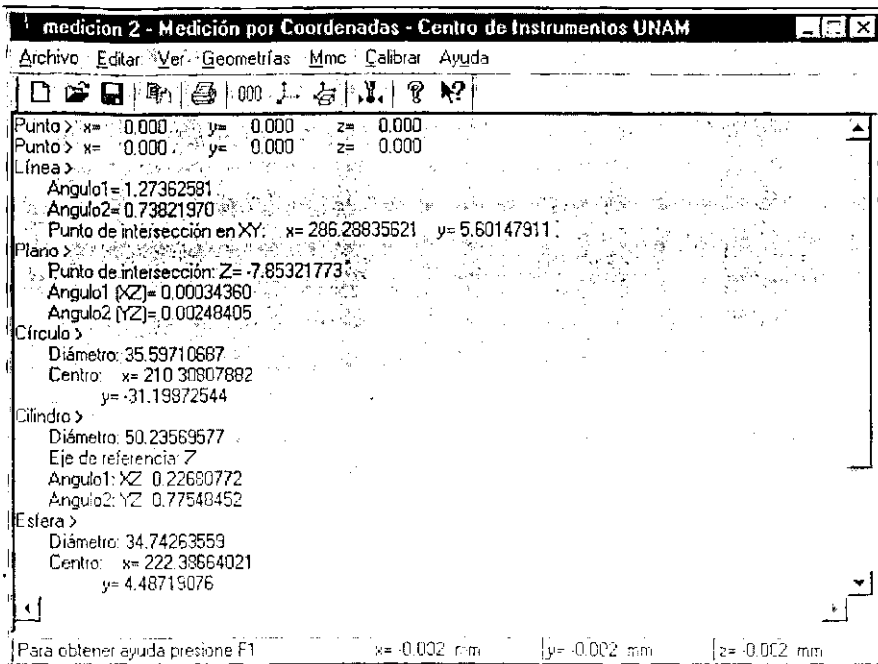 medicion 2 - Medición por Coordenadas - Centro de Instrumentos UNAM
Archivo Editar Ver Geometrías Mmc Calibrar Ayuda
000
Punto > x= 0.000 y= 0.000 z= 0.000
Punto > x= 0.000 y= 0.000 z= 0.000
Línea >
Angulo1= 1.27362581
Angulo2= 0.73821970
Punto de intersección en XY: x= 286.28835621 y= 5.60147911
Plano >
Punto de intersección: Z= -7.85321773
Angulo1 (XZ)= 0.00034360
Angulo2 (YZ)= 0.00248405
Círculo >
Diámetro: 35.59710687
Centro: x= 210.30807882
y= -31.19872544
Cilindro >
Diámetro: 50.23569577
Eje de referencia: Z
Angulo1: XZ 0.22680772
Angulo2: YZ 0.77548452
Esfera >
Diámetro: 34.74263559
Centro: x= 222.38664021
y= 4.48719076
Para obtener ayuda presione F1 x= -0.002 mm y= -0.002 mm z= -0.002 mm